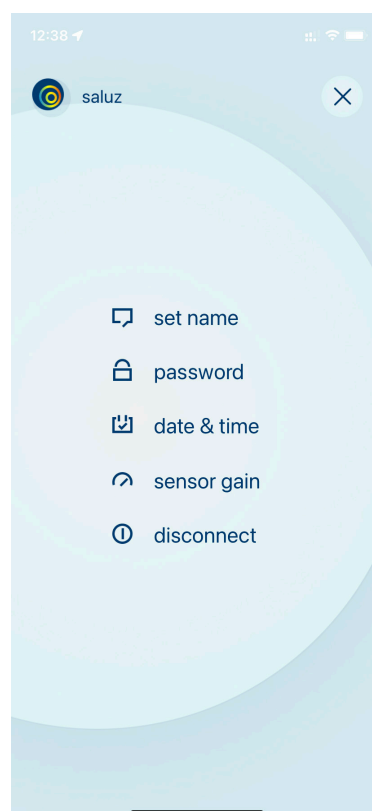 12:38
saluz
set name
password
date & time
sensor gain
disconnect